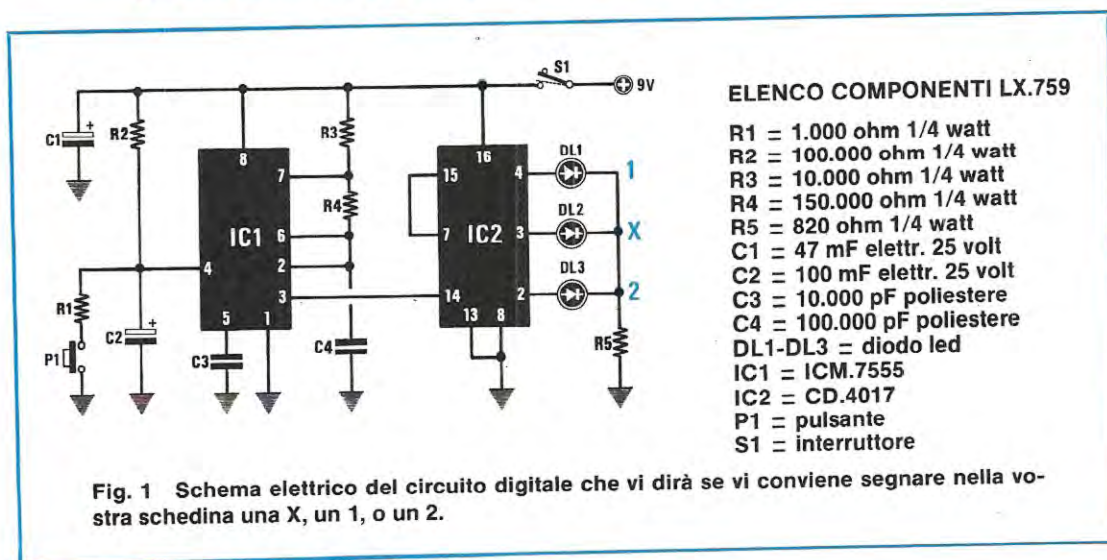 S1
9V
C1
+
R2
R3
8
7
R4
6
IC1
4
2
3
5
1
R1
C2
+
P1
C3
C4
16
15
4
DL1
1
7
IC2
3
DL2
X
14
2
DL3
2
13
8
R5
ELENCO COMPONENTI LX.759
R1 = 1.000 ohm 1/4 watt
R2 = 100.000 ohm 1/4 watt
R3 = 10.000 ohm 1/4 watt
R4 = 150.000 ohm 1/4 watt
R5 = 820 ohm 1/4 watt
C1 = 47 mF elettr. 25 volt
C2 = 100 mF elettr. 25 volt
C3 = 10.000 pF poliestere
C4 = 100.000 pF poliestere
DL1-DL3 = diodo led
IC1 = ICM.7555
IC2 = CD.4017
P1 = pulsante
S1 = interruttore
Fig. 1 Schema elettrico del circuito digitale che vi dirà se vi conviene segnare nella vo-
stra schedina una X, un 1, o un 2.